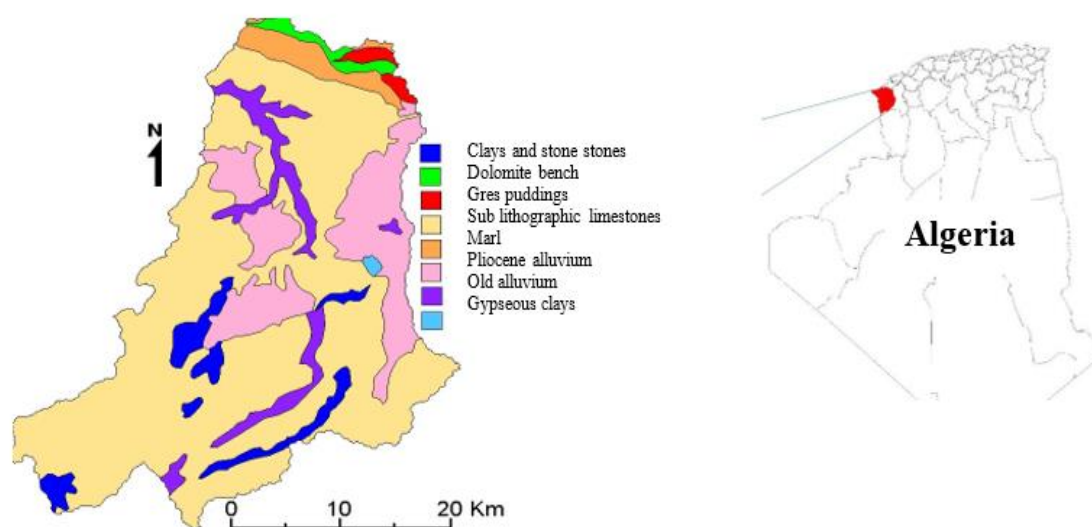 N
Clays and stone stones
Dolomite bench
Gres puddings
Sub lithographic limestones
Marl
Pliocene alluvium
Old alluvium
Gypseous clays
0 10 20 Km
Algeria